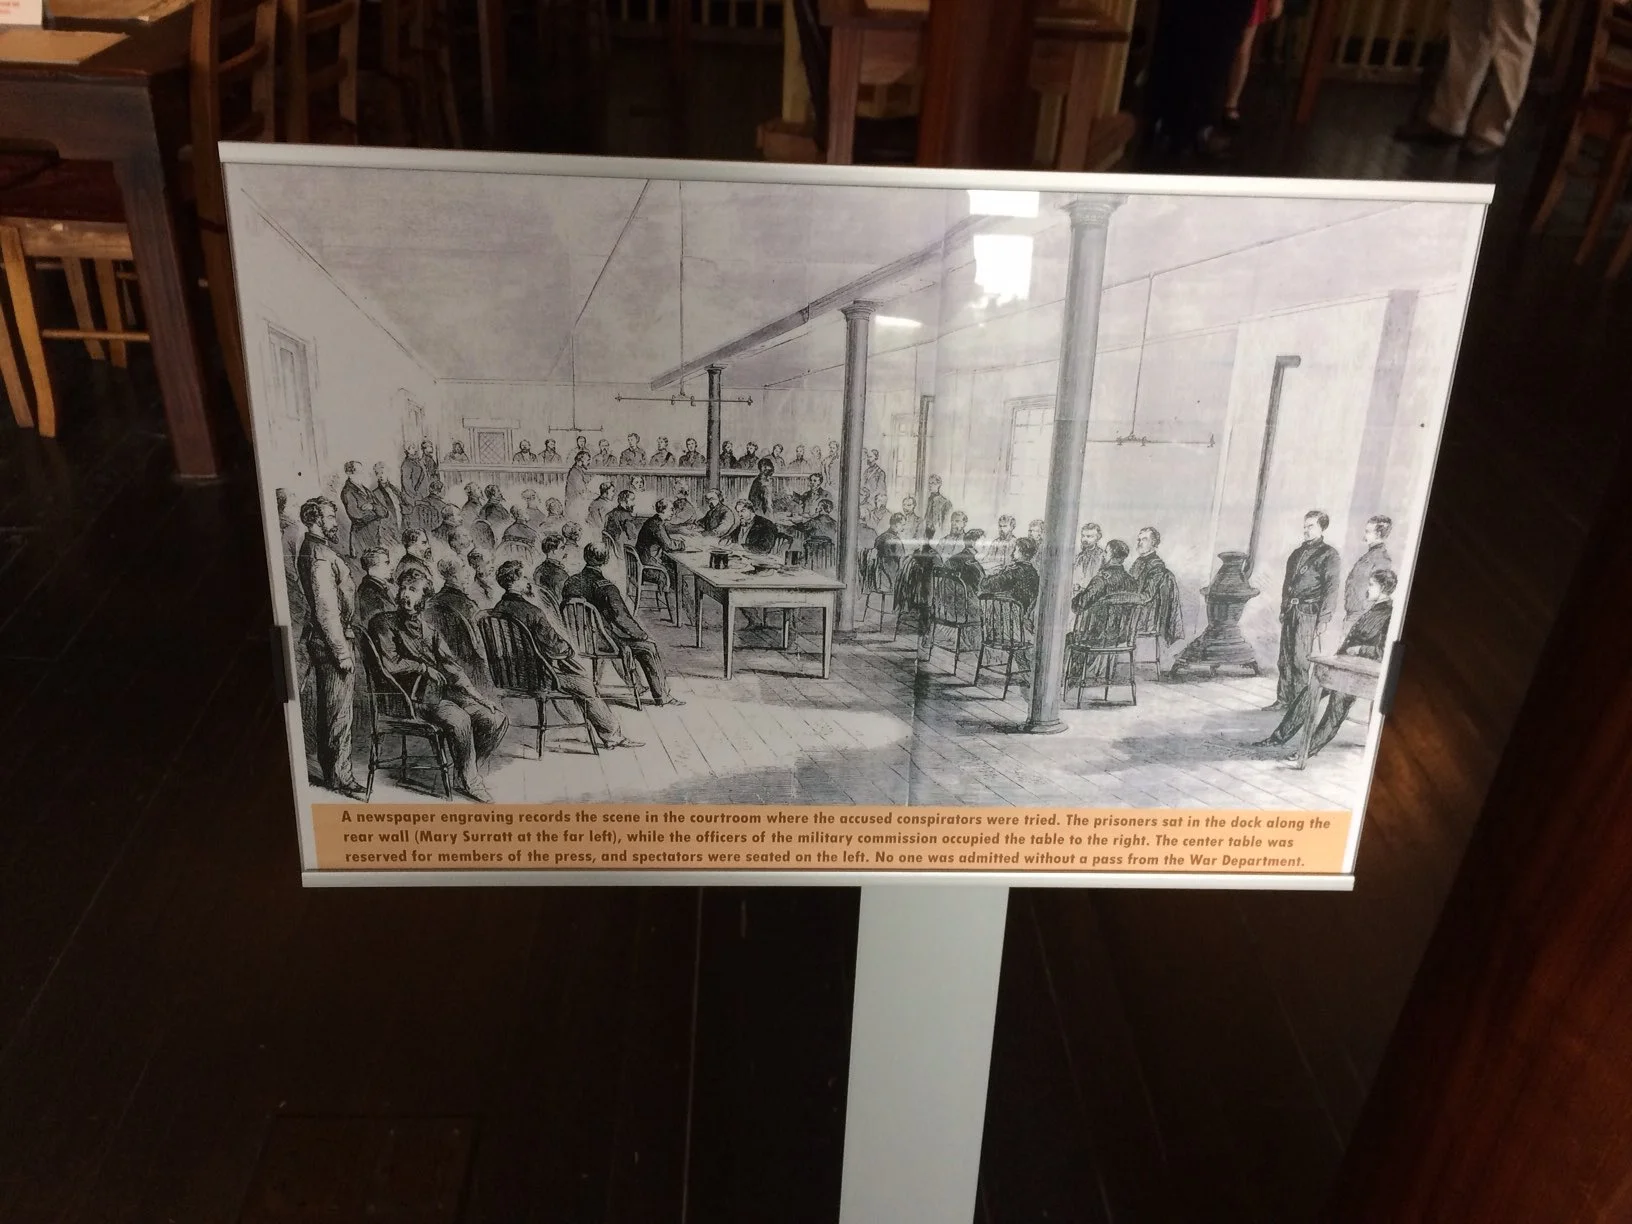 A newspaper engraving records the scene in the courtroom where the accused conspirators were tried. The prisoners sat in the dock along the
rear wall (Mary Surratt at the far left), while the officers of the military commission occupied the table to the right. The center table was
reserved for members of the press, and spectators were seated on the left. No one was admitted without a pass from the War Department.